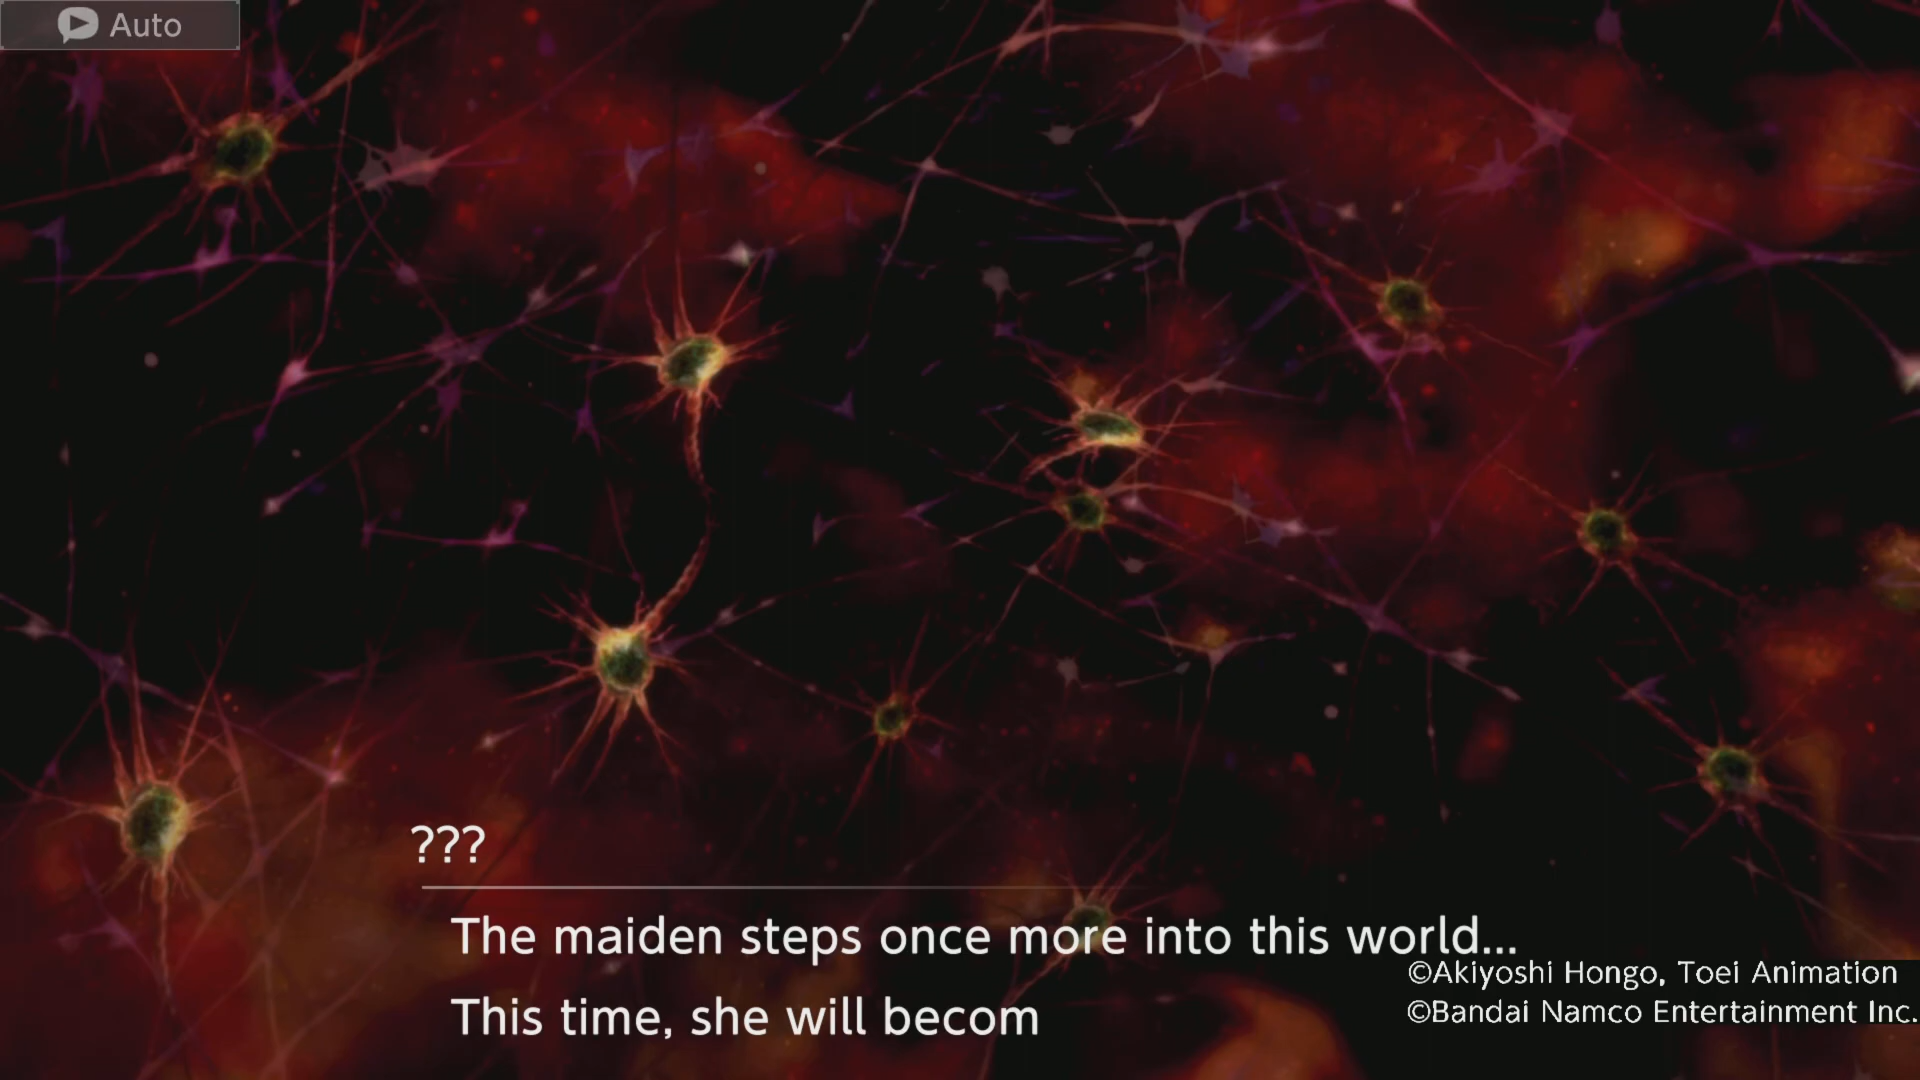 Auto
???
The maiden steps once more into this world...
This time, she will becom
©Akiyoshi Hongo, Toei Animation
©Bandai Namco Entertainment Inc.